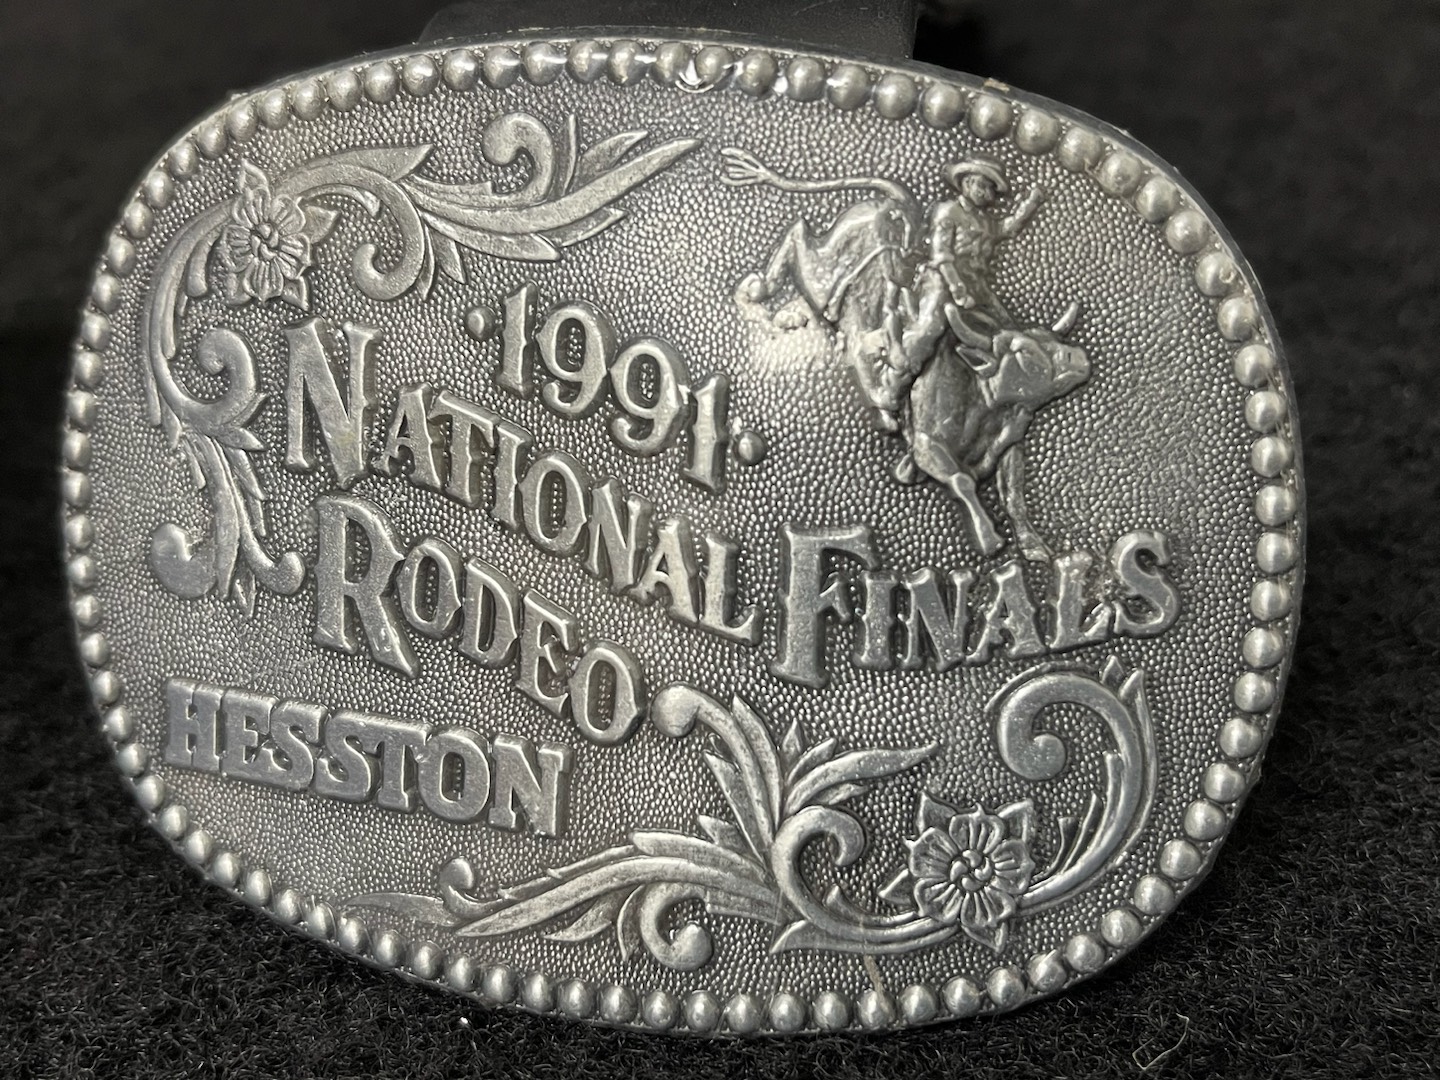 ·1991·
NATIONAL FINALS
RODEO
HESSTON